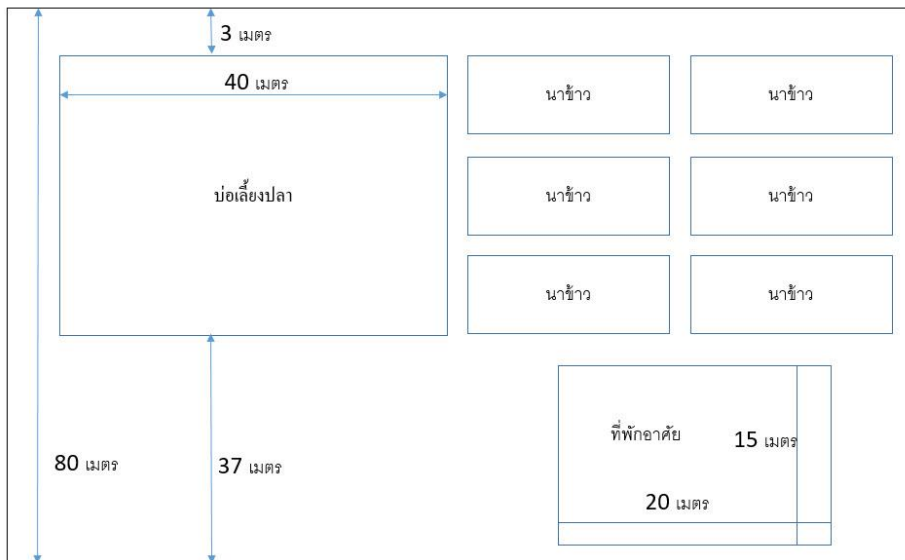 3 เมตร
40 เมตร
บ่อเลี้ยงปลา
นาข้าว
นาข้าว
นาข้าว
นาข้าว
นาข้าว
นาข้าว
ที่พักอาศัย
15 เมตร
20 เมตร
80 เมตร
37 เมตร